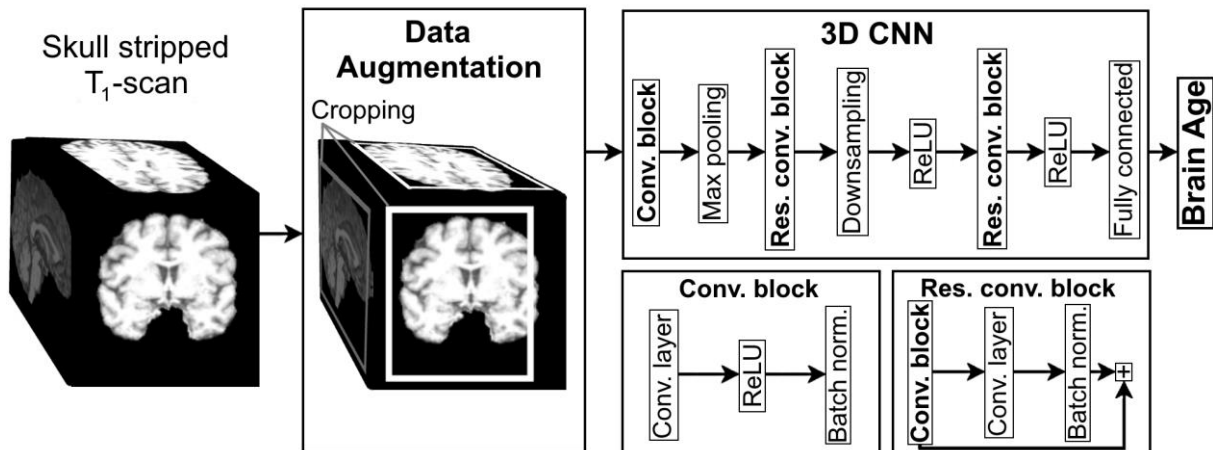 Skull stripped
T₁-scan
Data
Augmentation
Cropping
3D CNN
Conv. block
Max pooling
Res. conv. block
Downsampling
ReLU
Res. conv. block
ReLU
Fully connected
Brain Age
Conv. block
Conv. layer
ReLU
Batch norm.
Res. conv. block
Conv. block
Conv. layer
Batch norm.
+